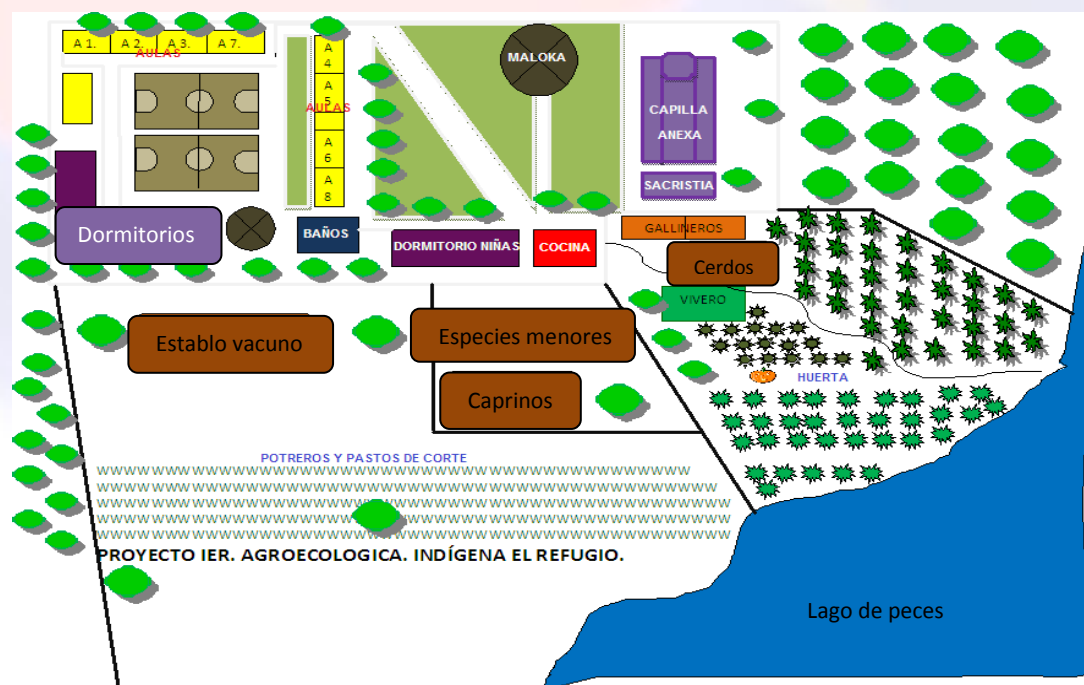 A 1. A 2. A 3. A 7.
ÀULAS
A 4
A 5
ÀULAS
A 6
A 8
MALOKA
CAPILLA
ANEXA
SACRISTIA
Dormitorios
BAÑOS
DORMITORIO NIÑAS
COCINA
GALLINEROS
Cerdos
VIVERO
Establo vacuno
Especies menores
Caprinos
HUERTA
POTREROS Y PASTOS DE CORTE
PROYECTO IER. AGROECOLOGICA. INDÍGENA EL REFUGIO.
Lago de peces